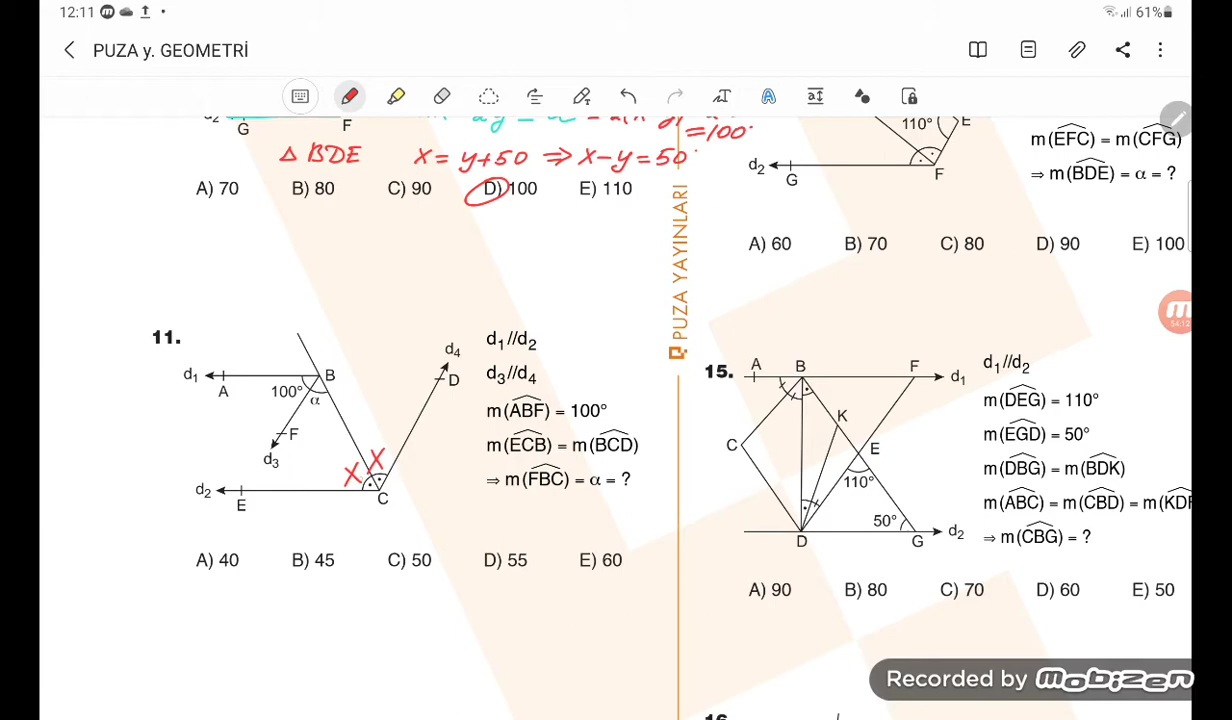 12:11
61%
PUZA y. GEOMETRİ
d2
G
F
=100°
△ BDE x = y+50 ⇒ x-y=50°
A) 70 B) 80 C) 90 D) 100 E) 110
110°
E
d2
G
F
m(EFC) = m(CFG)
⇒ m(BDE) = α = ?
A) 60 B) 70 C) 80 D) 90 E) 100
PUZA YAYINLARI
54:12
11.
d1
A
B
100°
α
F
d3
d4
D
x x
d2
E
C
d1//d2
d3//d4
m(ABF) = 100°
m(ECB) = m(BCD)
⇒ m(FBC) = α = ?
A) 40 B) 45 C) 50 D) 55 E) 60
15.
A
B
F
d1
K
C
E
110°
50°
D
G
d2
d1//d2
m(DEG) = 110°
m(EGD) = 50°
m(DBG) = m(BDK)
m(ABC) = m(CBD) = m(KDF
⇒ m(CBG) = ?
A) 90 B) 80 C) 70 D) 60 E) 50
Recorded by mobizen